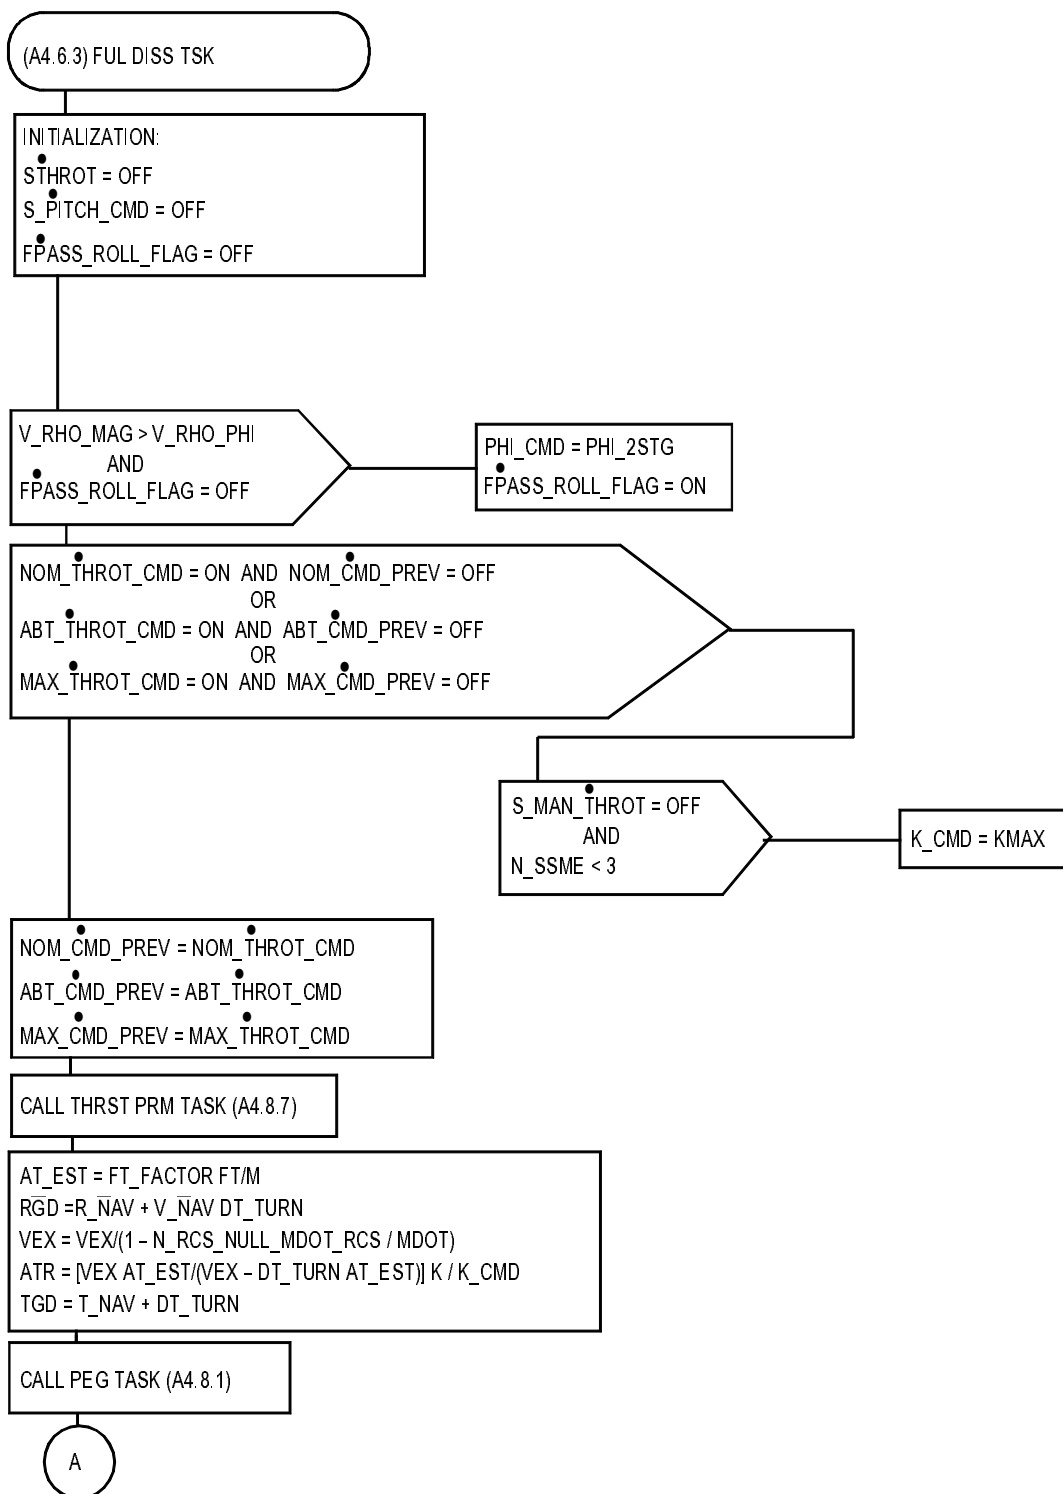 (A4.6.3) FUL DISS TSK
INITIALIZATION:
STHROT = OFF
S_PITCH_CMD = OFF
FPASS_ROLL_FLAG = OFF
V_RHO_MAG > V_RHO_PHI
AND
FPASS_ROLL_FLAG = OFF
PHI_CMD = PHI_2STG
FPASS_ROLL_FLAG = ON
NOM_THROT_CMD = ON AND NOM_CMD_PREV = OFF
OR
ABT_THROT_CMD = ON AND ABT_CMD_PREV = OFF
OR
MAX_THROT_CMD = ON AND MAX_CMD_PREV = OFF
S_MAN_THROT = OFF
AND
N_SSME < 3
K_CMD = KMAX
NOM_CMD_PREV = NOM_THROT_CMD
ABT_CMD_PREV = ABT_THROT_CMD
MAX_CMD_PREV = MAX_THROT_CMD
CALL THRST PRM TASK (A4.8.7)
AT_EST = FT_FACTOR FT/M
RGD =R_NAV + V_NAV DT_TURN
VEX = VEX/(1 – N_RCS_NULL_MDOT_RCS / MDOT)
ATR = [VEX AT_EST/(VEX – DT_TURN AT_EST)] K / K_CMD
TGD = T_NAV + DT_TURN
CALL PEG TASK (A4.8.1)
A